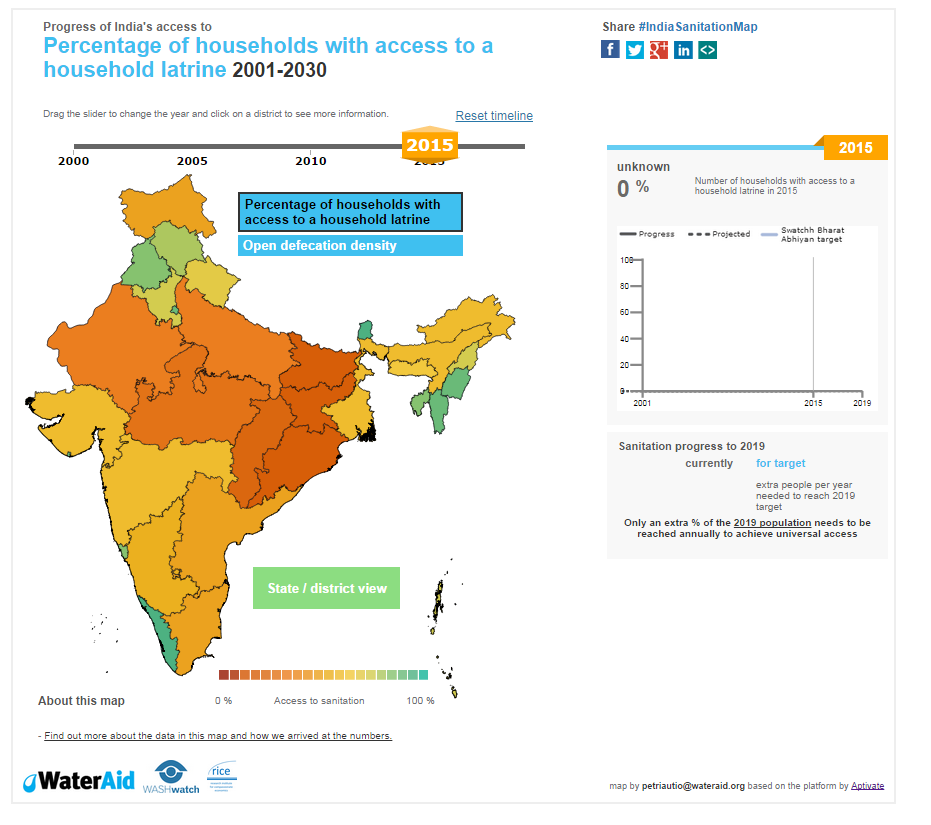 Progress of India's access to
Percentage of households with access to a
household latrine 2001-2030
Share #IndiaSanitationMap
Drag the slider to change the year and click on a district to see more information.
Reset timeline
2015
2000
2005
2010
2015
Percentage of households with
access to a household latrine
Open defecation density
State / district view
0 %
Access to sanitation
100 %
About this map
- Find out more about the data in this map and how we arrived at the numbers.
WaterAid
WASHwatch
rice
2015
unknown
0 %
Number of households with access to a
household latrine in 2015
Progress
Projected
Swatchh Bharat
Abhiyan target
100
80
60
40
20
0
2001
2015
2019
Sanitation progress to 2019
currently
for target
extra people per year
needed to reach 2019
target
Only an extra % of the 2019 population needs to be
reached annually to achieve universal access
map by petriautio@wateraid.org based on the platform by Aptivate